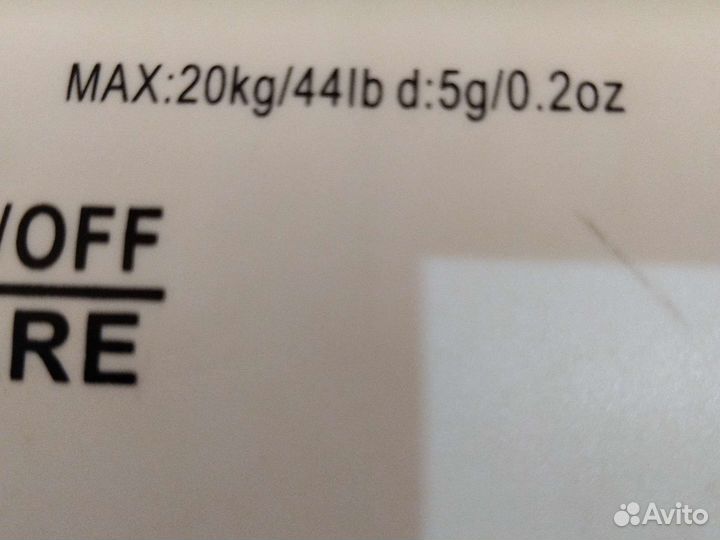 MAX:20kg/44lb d:5g/0.2oz
/OFF
RE
Avito